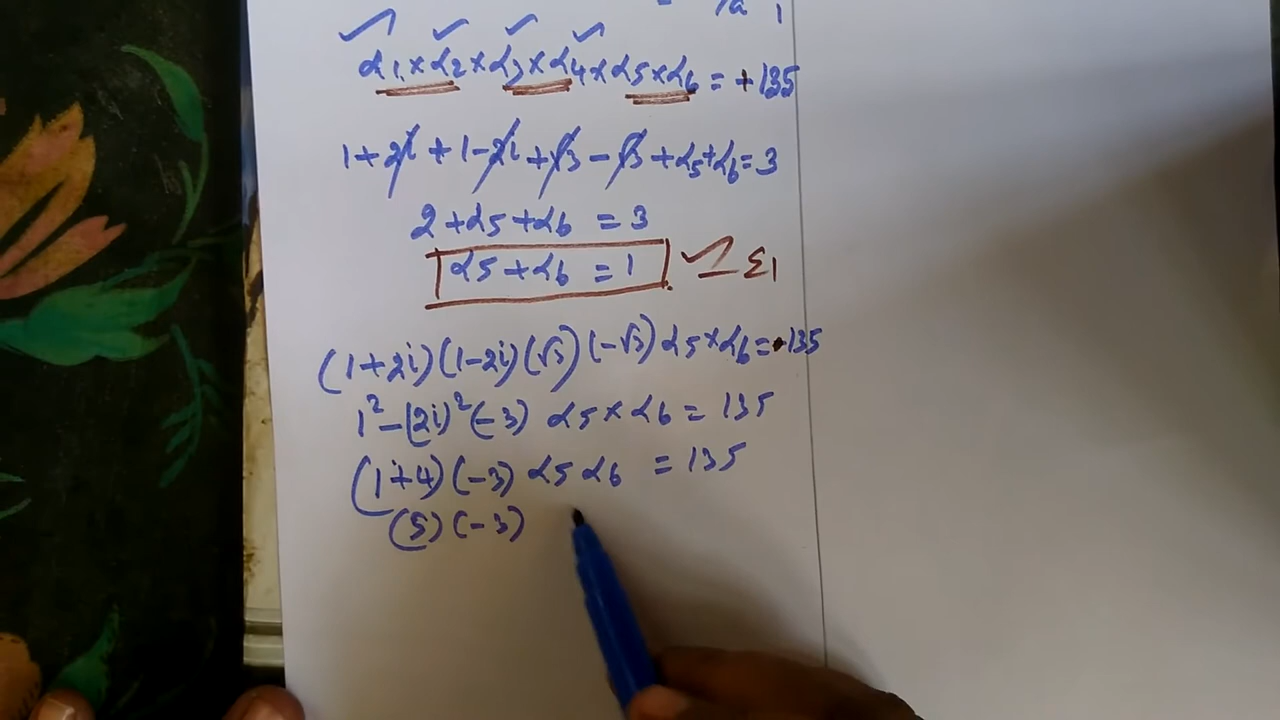 α1 × α2 × α3 × α4 × α5 × α6 = +135
1 + 2i + 1 - 2i + √3 - √3 + α5 + α6 = 3
2 + α5 + α6 = 3
α5 + α6 = 1 Σ1
(1+2i)(1-2i)(√3)(-√3) α5 × α6 = 135
1² - (2i)² (-3) α5 × α6 = 135
(1+4)(-3) α5 α6 = 135
(5)(-3)